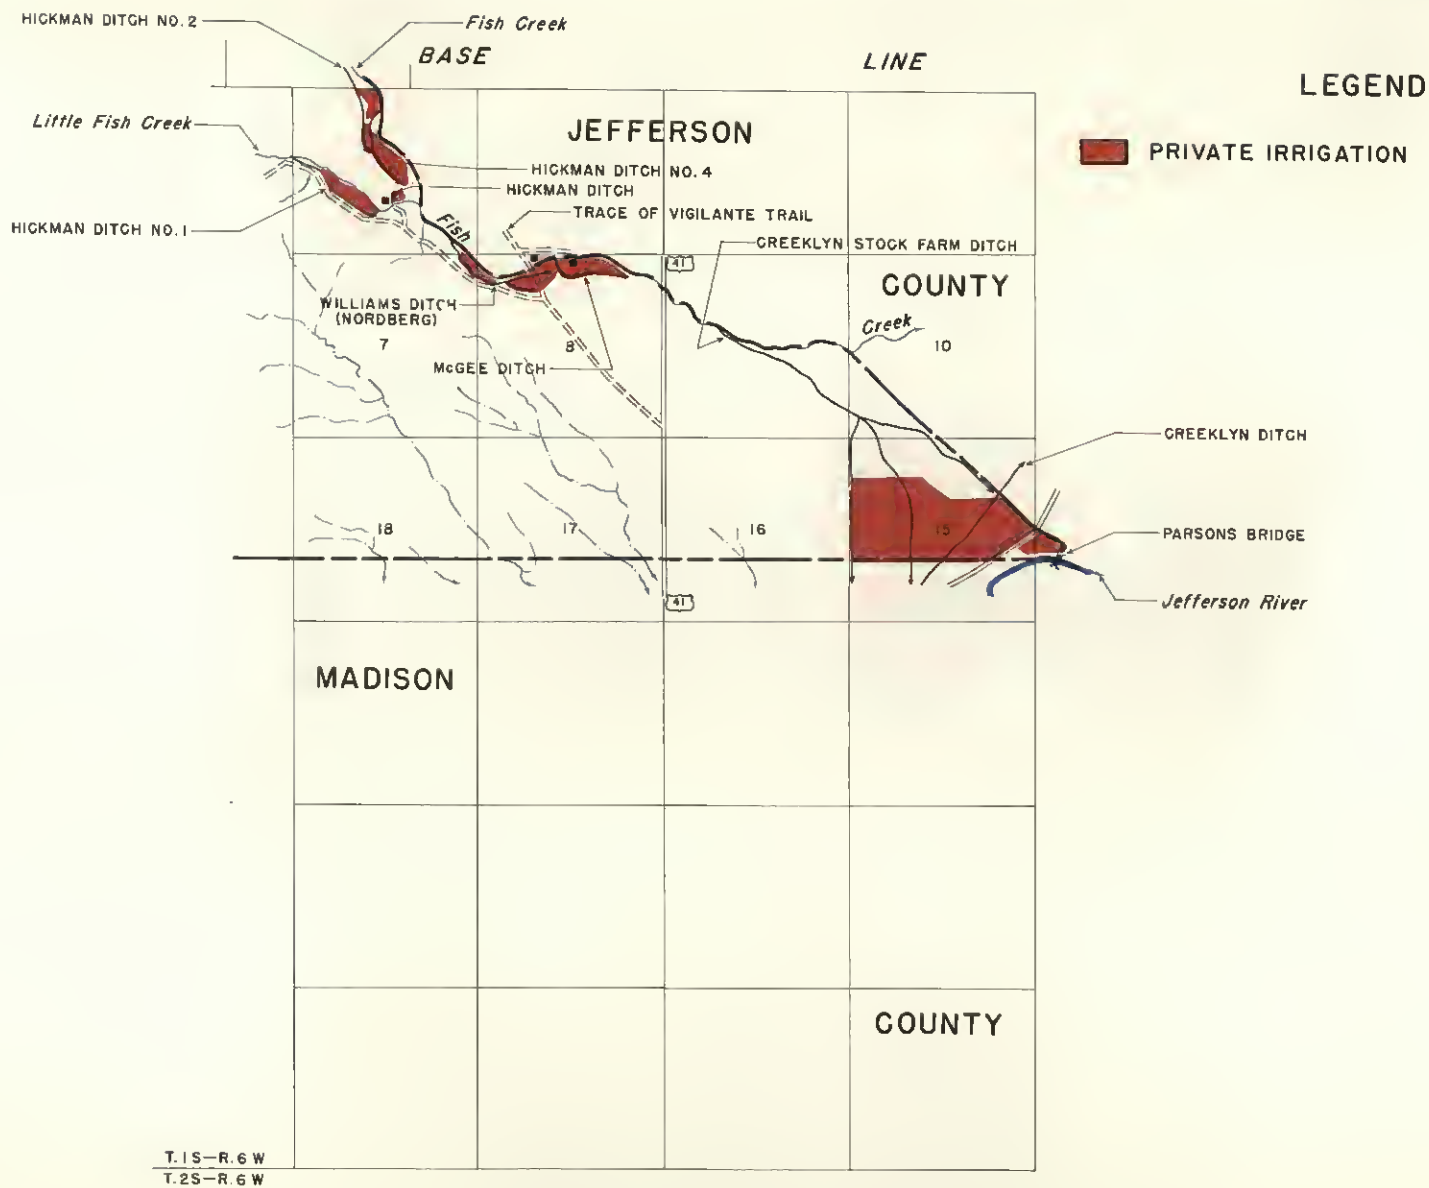 HICKMAN DITCH NO. 2
Fish Creek
BASE
LINE
LEGEND
Little Fish Creek
JEFFERSON
PRIVATE IRRIGATION
HICKMAN DITCH NO. 4
HICKMAN DITCH
TRACE OF VIGILANTE TRAIL
HICKMAN DITCH NO. 1
Fish
CREEKLYN STOCK FARM DITCH
41
COUNTY
WILLIAMS DITCH
(NORDBERG)
Creek
7
8
10
McGEE DITCH
CREEKLYN DITCH
18
17
16
15
PARSONS BRIDGE
41
Jefferson River
MADISON
COUNTY
T. 1 S—R. 6 W
T. 2S—R. 6 W